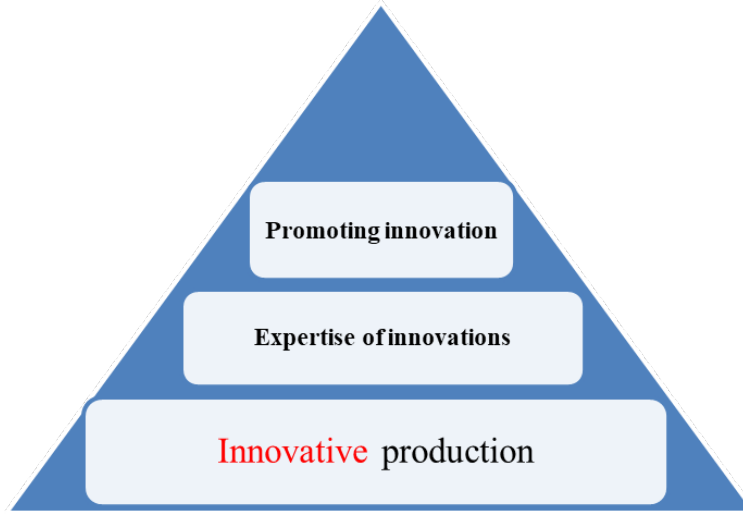 Promoting innovation
Expertise of innovations
Innovative production